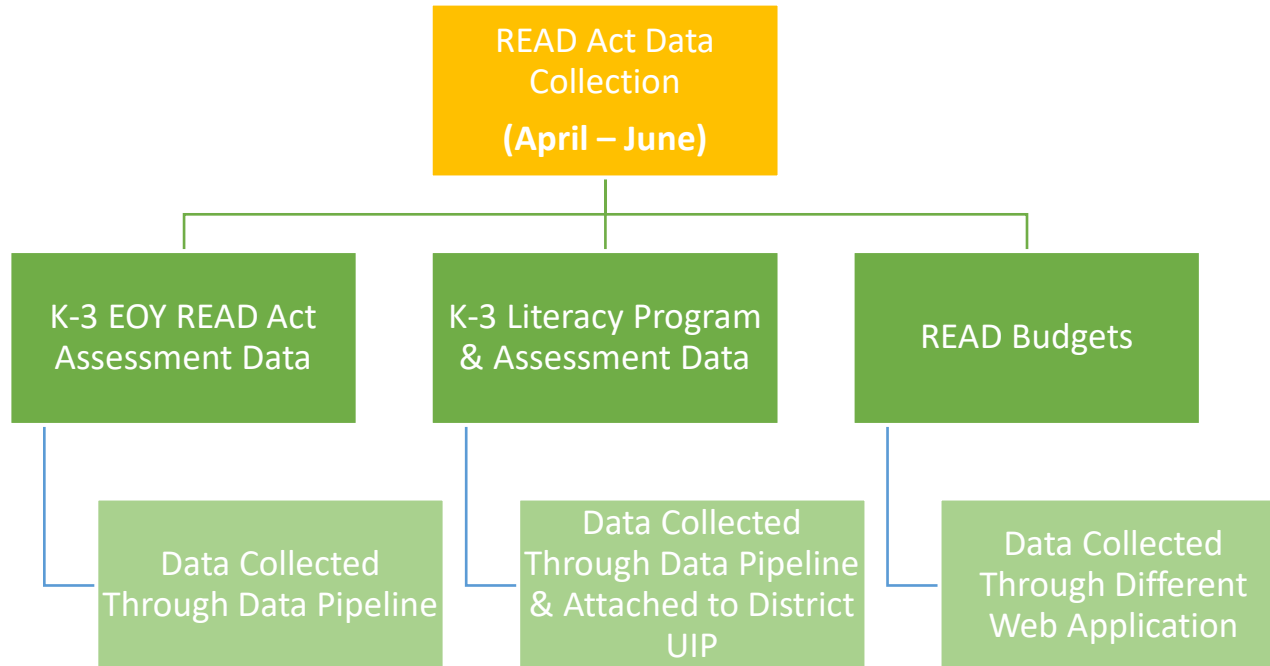 READ Act Data
Collection
(April – June)
K-3 EOY READ Act
Assessment Data
K-3 Literacy Program
& Assessment Data
READ Budgets
Data Collected
Through Data Pipeline
Data Collected
Through Data Pipeline
& Attached to District
UIP
Data Collected
Through Different
Web Application